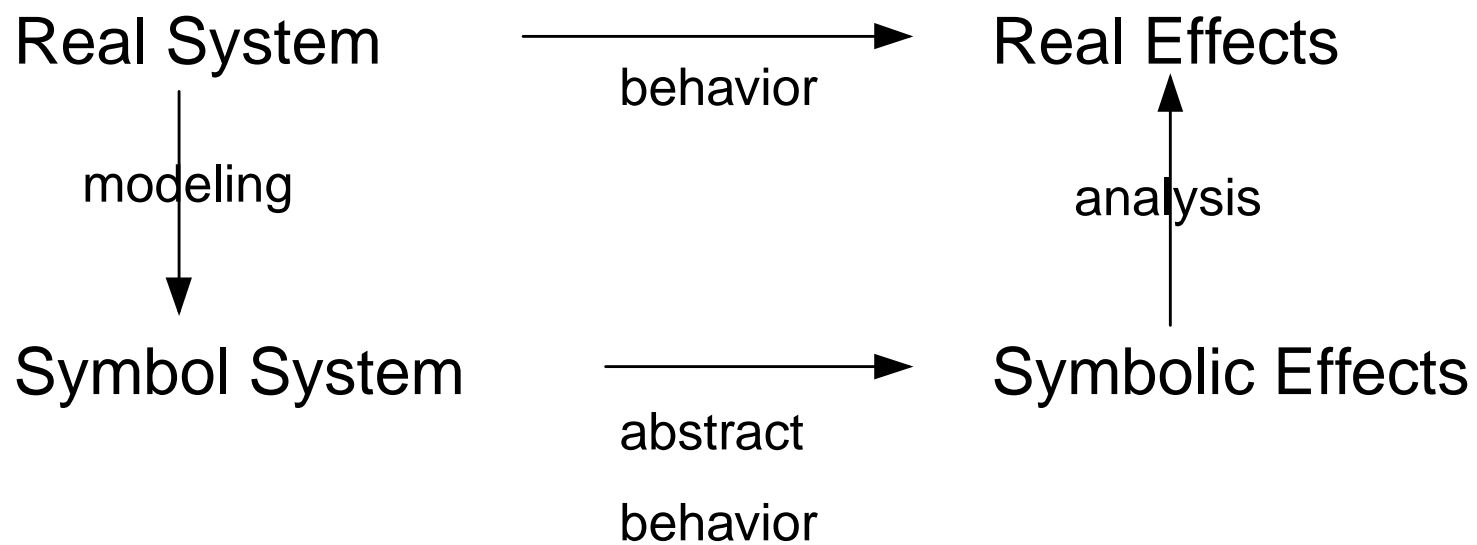 Real System
behavior
Real Effects
modeling
analysis
Symbol System
abstract
behavior
Symbolic Effects